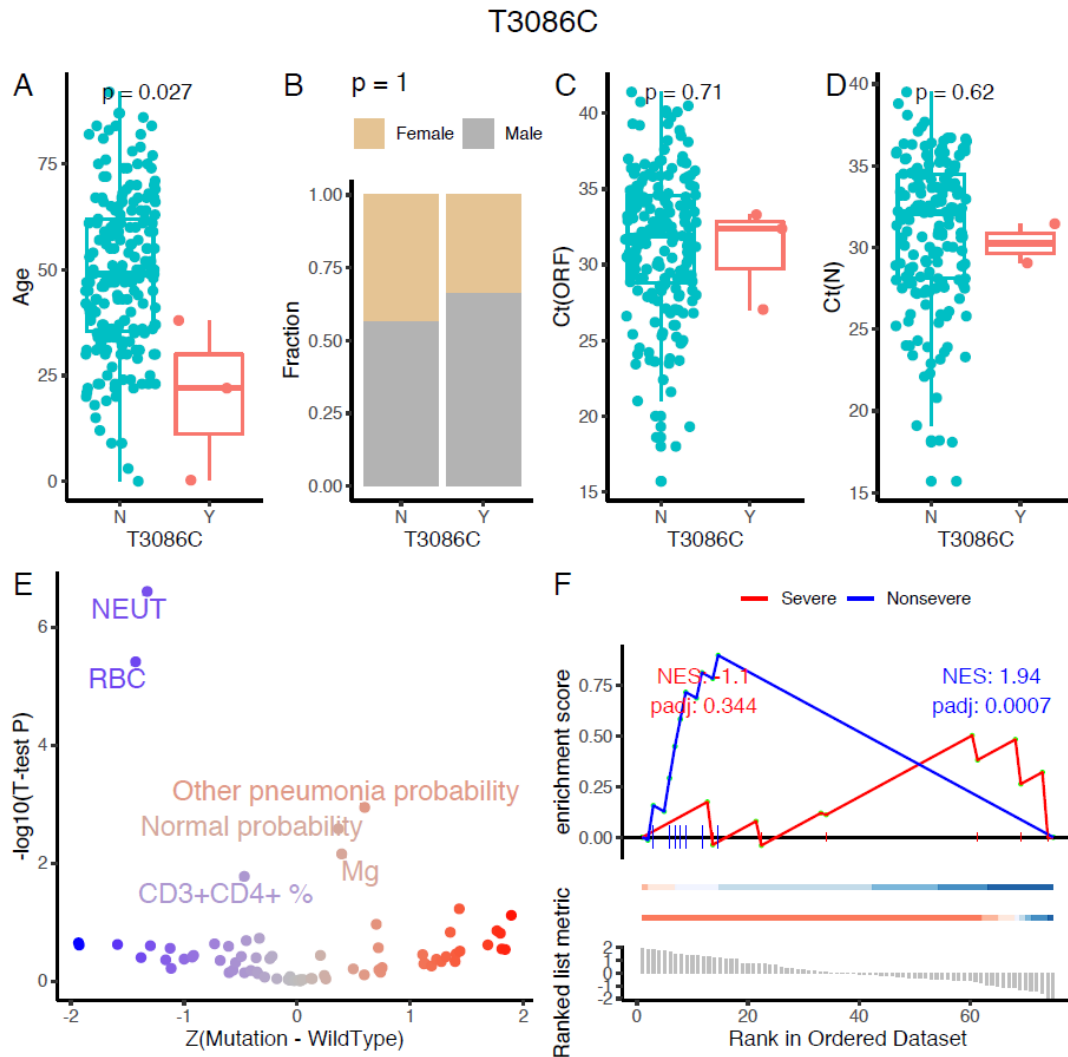 T3086C
A
p = 0.027
Age
75
50
25
0
N
Y
T3086C
B
p = 1
Female
Male
Fraction
1.00
0.75
0.50
0.25
0.00
N
Y
T3086C
C
p = 0.71
Ct(ORF)
40
35
30
25
20
15
N
Y
T3086C
D
p = 0.62
Ct(N)
40
35
30
25
20
15
N
Y
T3086C
E
NEUT
RBC
Other pneumonia probability
Normal probability
Mg
CD3+CD4+ %
-log10(T-test P)
6
4
2
0
-2
-1
0
1
2
Z(Mutation - WildType)
F
Severe
Nonsevere
NES: -1.1
padj: 0.344
NES: 1.94
padj: 0.0007
enrichment score
0.75
0.50
0.25
0.00
Ranked list metric
2
1
0
-1
-2
0
20
40
60
Rank in Ordered Dataset